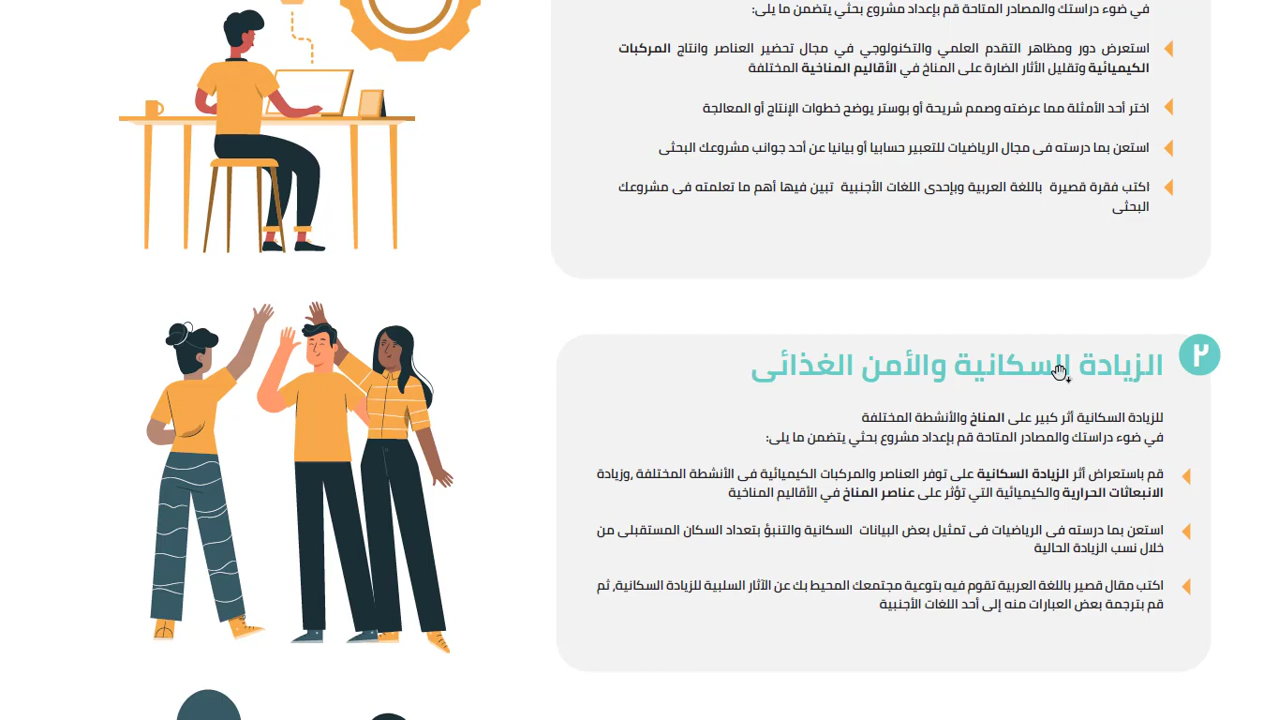 في ضوء دراستك والمصادر المتاحة قم بإعداد مشروع بحثي يتضمن ما يلى:
استعرض دور ومظاهر التقدم العلمي والتكنولوجي في مجال تحضير العناصر وانتاج المركبات
الكيميائية وتقليل الأثار الضارة على المناخ في الأقاليم المناخية المختلفة
اختر أحد الأمثلة مما عرضته وصمم شريحة أو بوستر يوضح خطوات الإنتاج أو المعالجة
استعن بما درسته فى مجال الرياضيات للتعبير حسابيا أو بيانيا عن أحد جوانب مشروعك البحثى
اكتب فقرة قصيرة باللغة العربية وبإحدى اللغات الأجنبية تبين فيها أهم ما تعلمته فى مشروعك
البحثى
٢
الزيادة السكانية والأمن الغذائى
للزيادة السكانية أثر كبير على المناخ والأنشطة المختلفة
في ضوء دراستك والمصادر المتاحة قم بإعداد مشروع بحثي يتضمن ما يلى:
قم باستعراض أثر الزيادة السكانية على توفر العناصر والمركبات الكيميائية فى الأنشطة المختلفة ,وزيادة
الانبعاثات الحرارية والكيميائية التي تؤثر على عناصر المناخ في الأقاليم المناخية
استعن بما درسته في الرياضيات فى تمثيل بعض البيانات السكانية والتنبؤ بتعداد السكان المستقبلى من
خلال نسب الزيادة الحالية
اكتب مقال قصير باللغة العربية تقوم فيه بتوعية مجتمعك المحيط بك عن الآثار السلبية للزيادة السكانية, ثم
قم بترجمة بعض العبارات منه إلى أحد اللغات الأجنبية